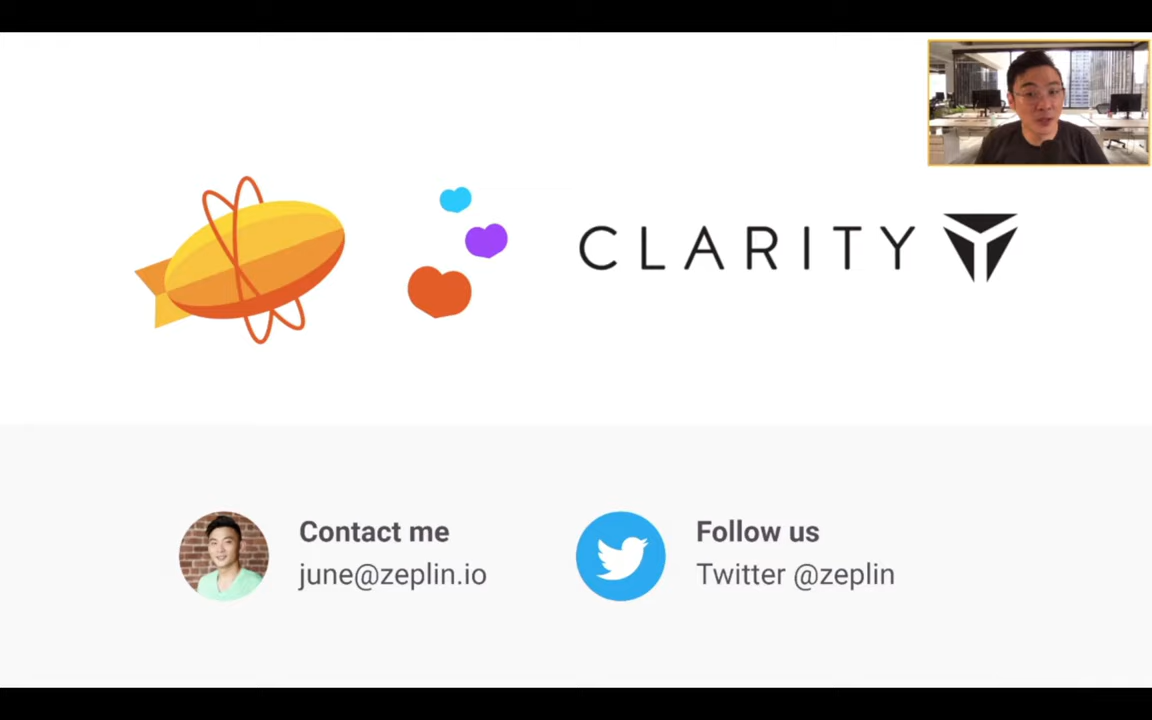 CLARITY
Contact me
june@zeplin.io
Follow us
Twitter @zeplin